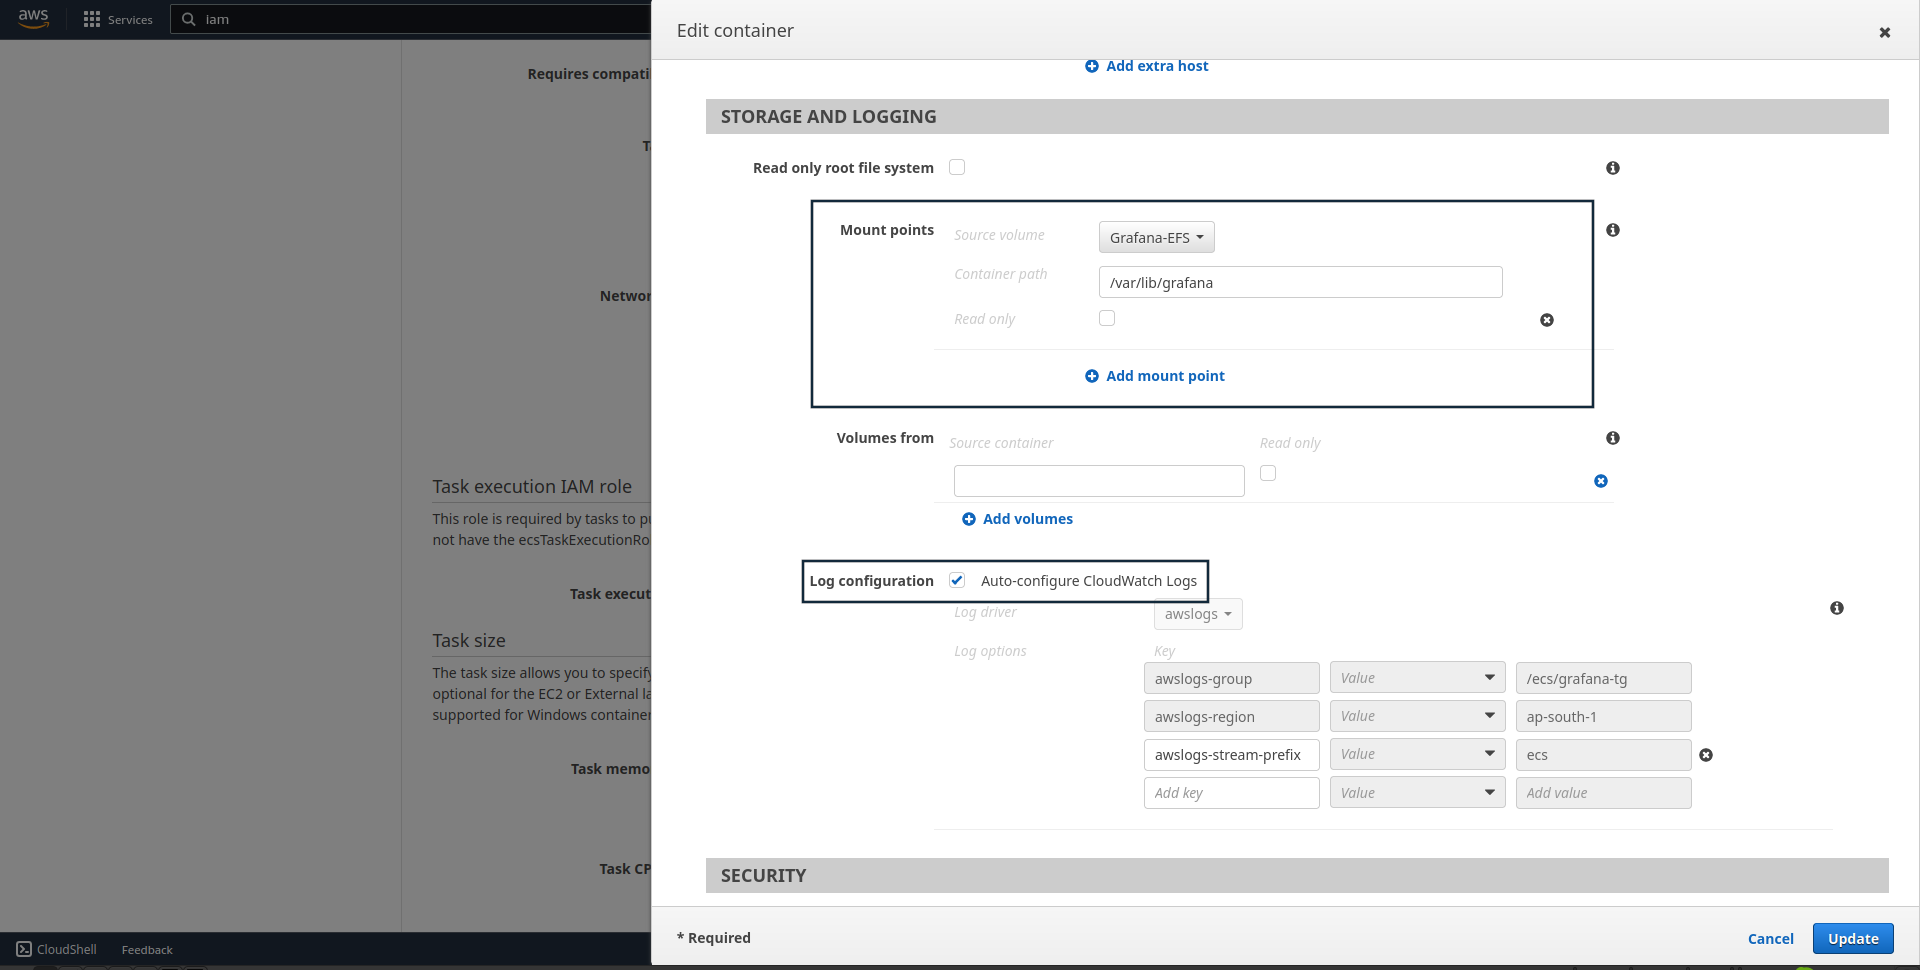 aws
Services
iam
Requires compati
T
Networ
Task execution IAM role
This role is required by tasks to pu
not have the ecsTaskExecutionRo
Task execut
Task size
The task size allows you to specify
optional for the EC2 or External la
supported for Windows container
Task memo
Task CP
CloudShell
Feedback
Edit container
Add extra host
STORAGE AND LOGGING
Read only root file system
Mount points
Source volume
Grafana-EFS
Container path
/var/lib/grafana
Read only
Add mount point
Volumes from
Source container
Read only
Add volumes
Log configuration
Auto-configure CloudWatch Logs
Log driver
awslogs
Log options
Key
awslogs-group
Value
/ecs/grafana-tg
awslogs-region
Value
ap-south-1
awslogs-stream-prefix
Value
ecs
Add key
Value
Add value
SECURITY
* Required
Cancel
Update